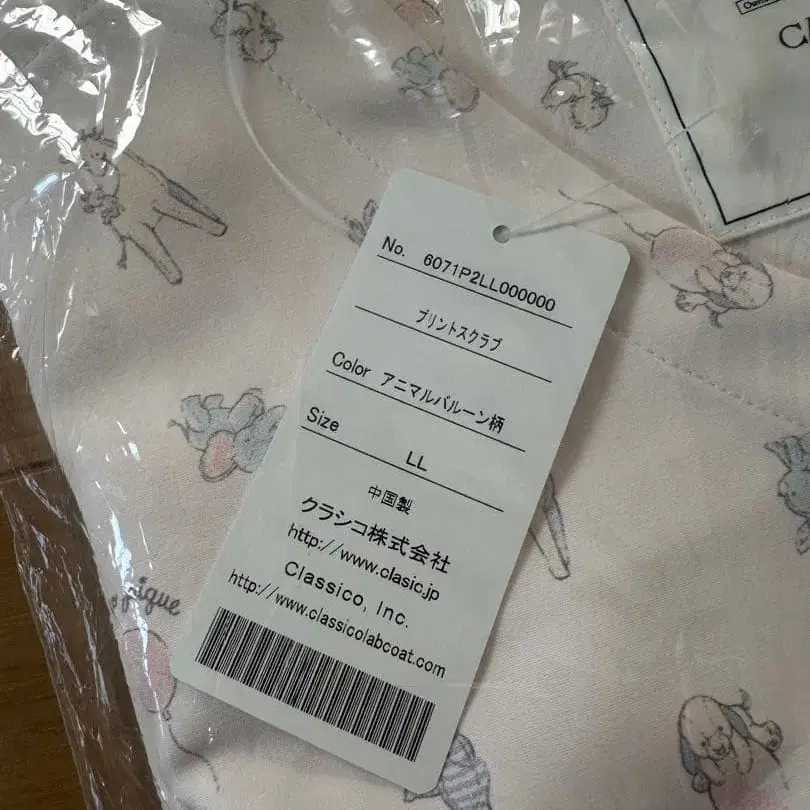 No. 6071P2LL000000
プリントスクラブ
Color アニマルバルーン柄
Size LL
中国製
クラシコ株式会社
http://www.clasic.jp
Classico, Inc.
http://www.classicolabcoat.com
pique